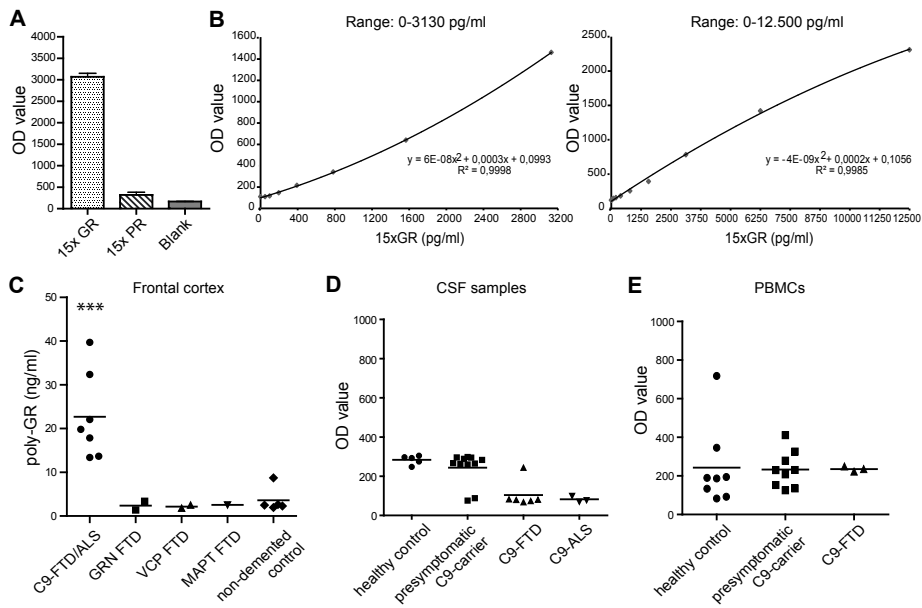 A
OD value
4000
3500
3000
2500
2000
1500
1000
500
0
15x GR
15x PR
Blank
B
Range: 0-3130 pg/ml
OD value
1600
1400
1200
1000
800
600
400
200
0
y = 6E-08x2 + 0,0003x + 0,0993
R² = 0,9998
0 400 800 1200 1600 2000 2400 2800 3200
15xGR (pg/ml)
Range: 0-12.500 pg/ml
2500
2000
1500
1000
500
0
y = -4E-09x2 + 0,0002x + 0,1056
R² = 0,9985
0 1250 2500 3750 5000 6250 7500 8750 10000 11250 12500
15xGR (pg/ml)
C
Frontal cortex
poly-GR (ng/ml)
50
40
30
20
10
0
***
C9-FTD/ALS
GRN FTD
VCP FTD
MAPT FTD
non-demented
control
D
CSF samples
OD value
1000
800
600
400
200
0
healthy control
presymptomatic
C9-carrier
C9-FTD
C9-ALS
E
PBMCs
OD value
1000
800
600
400
200
0
healthy control
presymptomatic
C9-carrier
C9-FTD